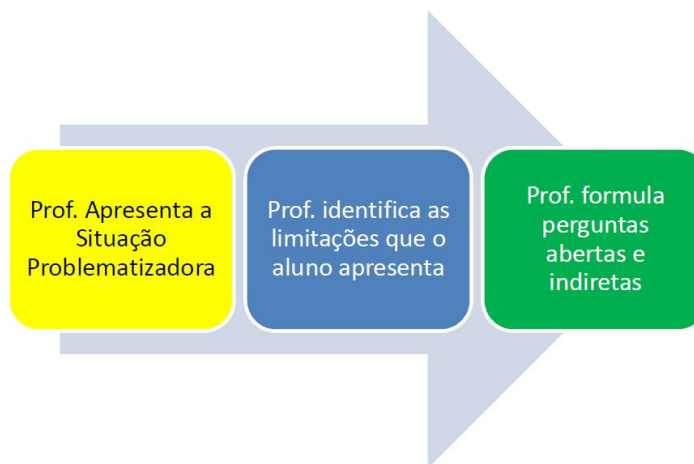 Prof. Apresenta a
Situação
Problematizadora
Prof. identifica as
limitações que o
aluno apresenta
Prof. formula
perguntas
abertas e
indiretas